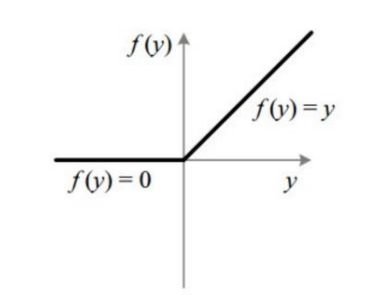 f(y)
f(y) = y
f(y) = 0
y